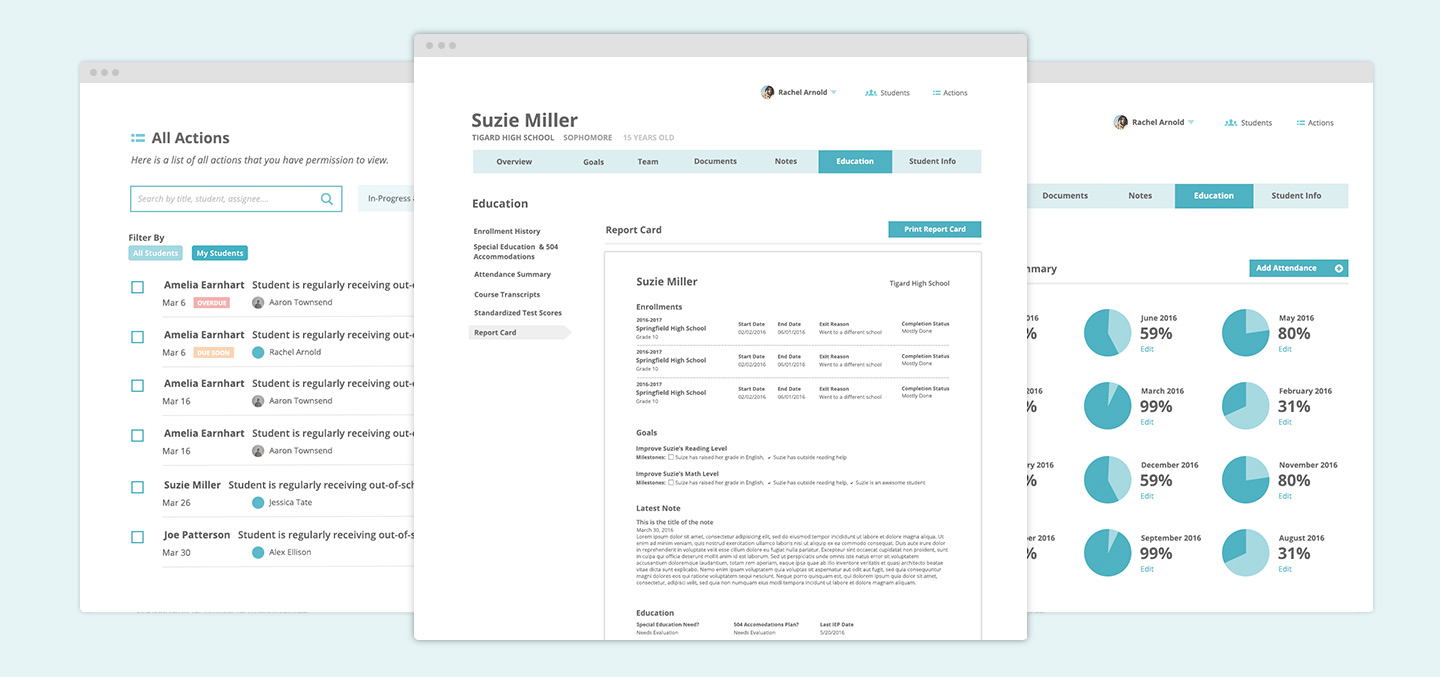 All Actions
Here is a list of all actions that you have permission to view.
Search by title, student, assignee....
In-Progress
Filter By
All Students
My Students
Amelia Earnhart Student is regularly receiving out-
Mar 6 OVERDUE Aaron Townsend
Amelia Earnhart Student is regularly receiving out-
Mar 6 DUE SOON Rachel Arnold
Amelia Earnhart Student is regularly receiving out-
Mar 16 Aaron Townsend
Amelia Earnhart Student is regularly receiving out-
Mar 16 Aaron Townsend
Suzie Miller Student is regularly receiving out-of-sch
Mar 26 Jessica Tate
Joe Patterson Student is regularly receiving out-of-s
Mar 30 Alex Ellison
Rachel Arnold Students Actions
Suzie Miller
TIGARD HIGH SCHOOL SOPHOMORE 15 YEARS OLD
Overview Goals Team Documents Notes Education Student Info
Education
Enrollment History
Special Education & 504
Accommodations
Attendance Summary
Course Transcripts
Standardized Test Scores
Report Card
Report Card Print Report Card
Suzie Miller Tigard High School
Enrollments
2016-2017
Springfield High School
Grade 10
Start Date End Date Exit Reason Completion Status
02/02/2016 06/01/2016 Went to a different school Mostly Done
2016-2017
Springfield High School
Grade 10
Start Date End Date Exit Reason Completion Status
02/02/2016 06/01/2016 Went to a different school Mostly Done
2016-2017
Springfield High School
Grade 10
Start Date End Date Exit Reason Completion Status
02/02/2016 06/01/2016 Went to a different school Mostly Done
Goals
Improve Suzie's Reading Level
Milestones: Suize has raised her grade in English, ✓ Suzie has outside reading help
Improve Suzie's Math Level
Milestones: Suize has raised her grade in English, ✓ Suzie has outside reading help, ✓ Suzie is an awesome student
Latest Note
This is the title of the note
March 30, 2016
Lorem ipsum dolor sit amet, consectetur adipisicing elit, sed do eiusmod tempor incididunt ut labore et dolore magna aliqua. Ut
enim ad minim veniam, quis nostrud exercitation ullamco laboris nisi ut aliquip ex ea commodo consequat. Duis aute irure dolor
in reprehenderit in voluptate velit esse cillum dolore eu fugiat nulla pariatur. Excepteur sint occaecat cupidatat non proident, sunt
in culpa qui officia deserunt mollit anim id est laborum. Sed ut perspiciatis unde omnis iste natus error sit voluptatem
accusantium doloremque laudantium, totam rem aperiam, eaque ipsa quae ab illo inventore veritatis et quasi architecto beatae
vitae dicta sunt explicabo. Nemo enim ipsam voluptatem quia voluptas sit aspernatur aut odit aut fugit, sed quia consequuntur
magni dolores eos qui ratione voluptatem sequi nesciunt. Neque porro quisquam est, qui dolorem ipsum quia dolor sit amet,
consectetur, adipisci velit, sed quia non numquam eius modi tempora incidunt ut labore et dolore magnam aliquam.
Education
Special Education Need? 504 Accomodations Plan? Last IEP Date
Needs Evaluation Needs Evaluation 5/20/2016
Rachel Arnold Students Actions
Documents Notes Education Student Info
mmary Add Attendance
016 June 2016 May 2016
% 59% 80%
Edit Edit
2016 March 2016 February 2016
% 99% 31%
Edit Edit
ry 2016 December 2016 November 2016
% 59% 80%
Edit Edit
ber 2016 September 2016 August 2016
% 99% 31%
Edit Edit